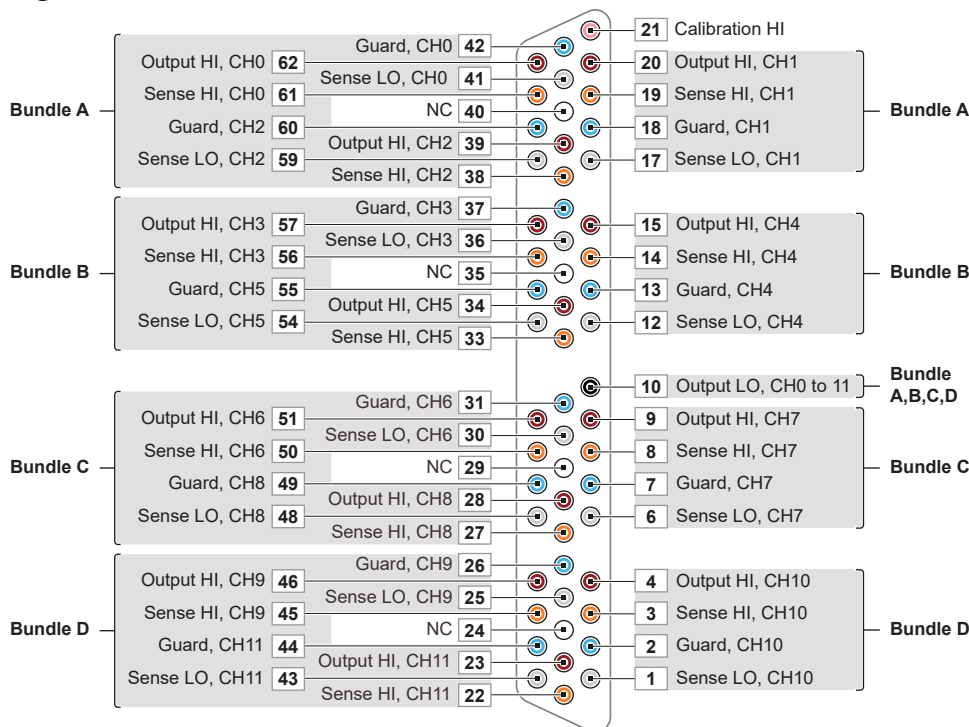 Guard, CH0 42
21 Calibration HI
Output HI, CH0 62
20 Output HI, CH1
Sense LO, CH0 41
Sense HI, CH0 61
19 Sense HI, CH1
Bundle A
NC 40
Bundle A
Guard, CH2 60
18 Guard, CH1
Output HI, CH2 39
Sense LO, CH2 59
17 Sense LO, CH1
Sense HI, CH2 38
Guard, CH3 37
Output HI, CH3 57
15 Output HI, CH4
Sense LO, CH3 36
Sense HI, CH3 56
14 Sense HI, CH4
Bundle B
NC 35
Bundle B
Guard, CH5 55
13 Guard, CH4
Output HI, CH5 34
Sense LO, CH5 54
12 Sense LO, CH4
Sense HI, CH5 33
10 Output LO, CH0 to 11
Bundle
A,B,C,D
Guard, CH6 31
Output HI, CH6 51
9 Output HI, CH7
Sense LO, CH6 30
Sense HI, CH6 50
8 Sense HI, CH7
Bundle C
NC 29
Bundle C
Guard, CH8 49
7 Guard, CH7
Output HI, CH8 28
Sense LO, CH8 48
6 Sense LO, CH7
Sense HI, CH8 27
Guard, CH9 26
Output HI, CH9 46
4 Output HI, CH10
Sense LO, CH9 25
Sense HI, CH9 45
3 Sense HI, CH10
Bundle D
NC 24
Bundle D
Guard, CH11 44
2 Guard, CH10
Output HI, CH11 23
Sense LO, CH11 43
1 Sense LO, CH10
Sense HI, CH11 22